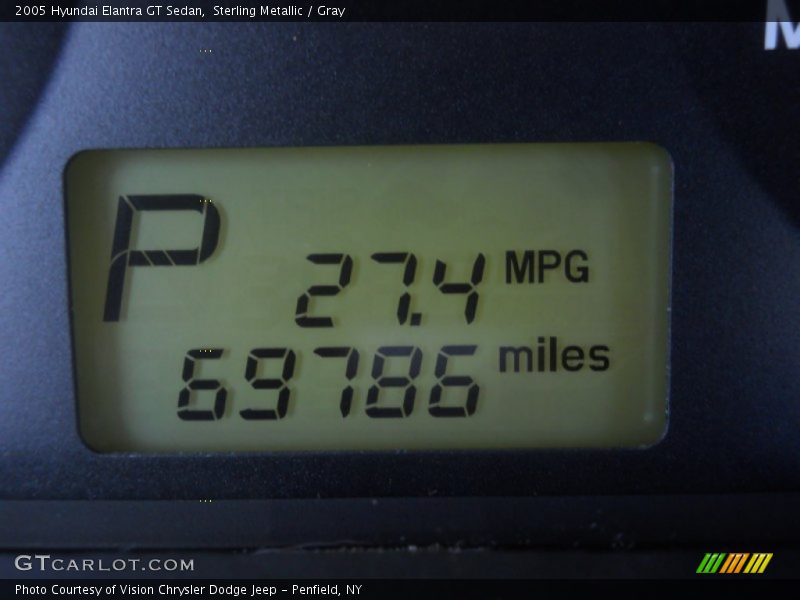 2005 Hyundai Elantra GT Sedan,  Sterling Metallic / Gray
P
27.4 MPG
69786 miles
GTCARLOT.COM
Photo Courtesy of Vision Chrysler Dodge Jeep - Penfield, NY